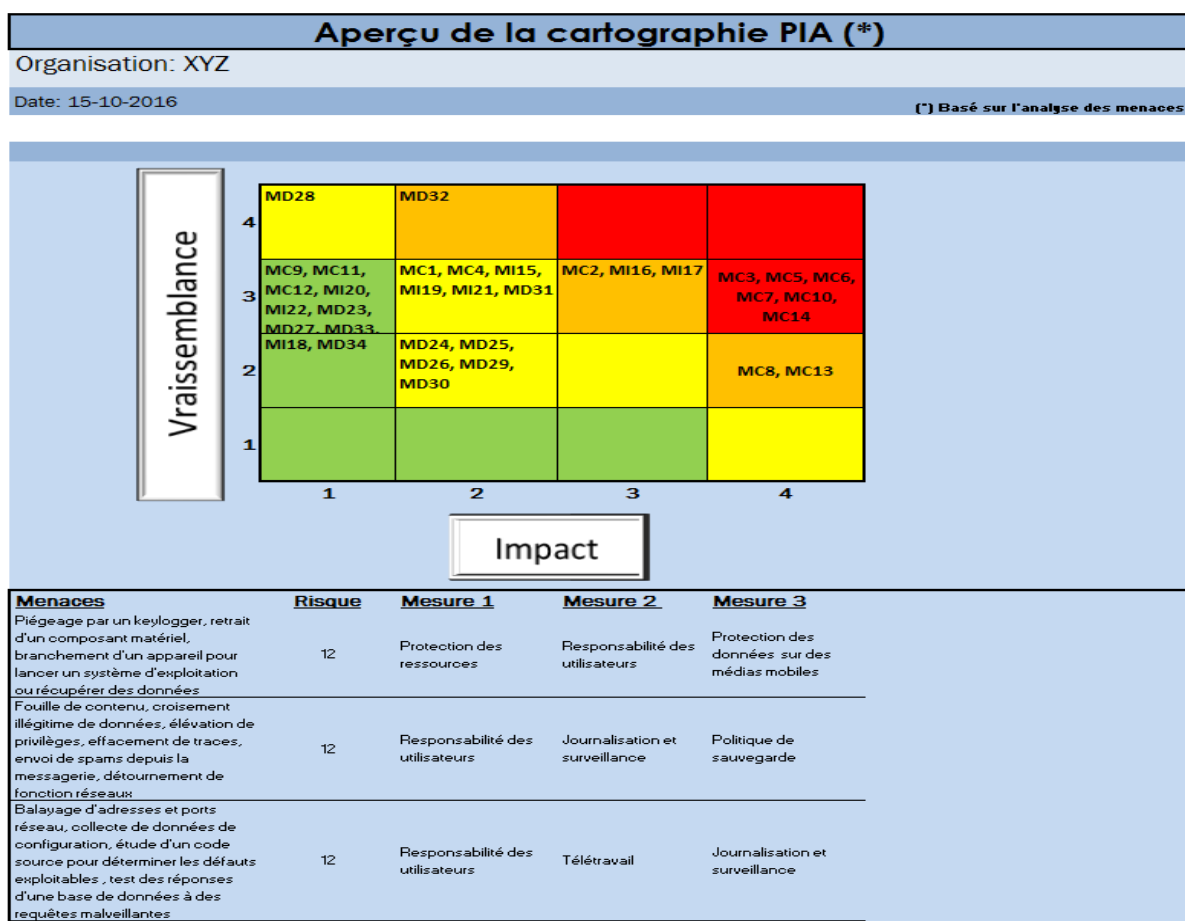 Aperçu de la cartographie PIA (*)
Organisation: XYZ
Date: 15-10-2016
(*) Basé sur l'analyse des menaces
Vraissemblance
4
MD28
MD32
3
MC9, MC11,
MC12, MI20,
MI22, MD23,
MD27, MD33,
MC1, MC4, MI15,
MI19, MI21, MD31
MC2, MI16, MI17
MC3, MC5, MC6,
MC7, MC10,
MC14
2
MI18, MD34
MD24, MD25,
MD26, MD29,
MD30
MC8, MC13
1
1 2 3 4
Impact
Menaces Risque Mesure 1 Mesure 2 Mesure 3
Piégeage par un keylogger, retrait
d'un composant matériel,
branchement d'un appareil pour
lancer un système d'exploitation
ou récupérer des données
12
Protection des
ressources
Responsabilité des
utilisateurs
Protection des
données sur des
médias mobiles
Fouille de contenu, croisement
illégitime de données, élévation de
privilèges, effacement de traces,
envoi de spams depuis la
messagerie, détournement de
fonction réseaux
12
Responsabilité des
utilisateurs
Journalisation et
surveillance
Politique de
sauvegarde
Balayage d'adresses et ports
réseau, collecte de données de
configuration, étude d'un code
source pour déterminer les défauts
exploitables , test des réponses
d'une base de données à des
requêtes malveillantes
12
Responsabilité des
utilisateurs
Télétravail
Journalisation et
surveillance